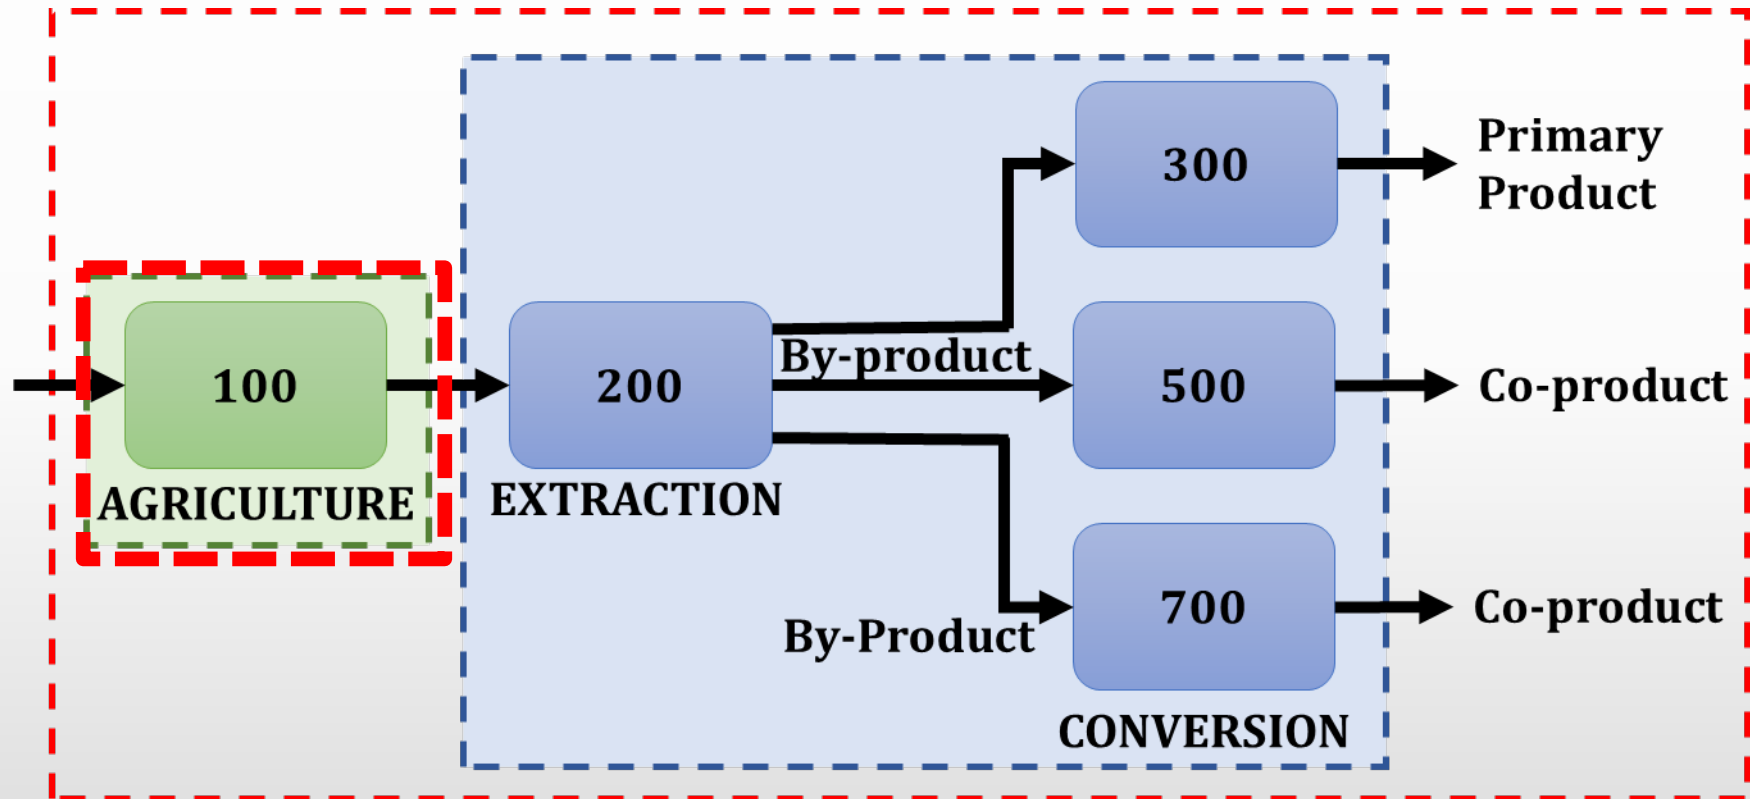 300
Primary
Product
100
AGRICULTURE
200
EXTRACTION
By-product
500
Co-product
By-Product
700
Co-product
CONVERSION